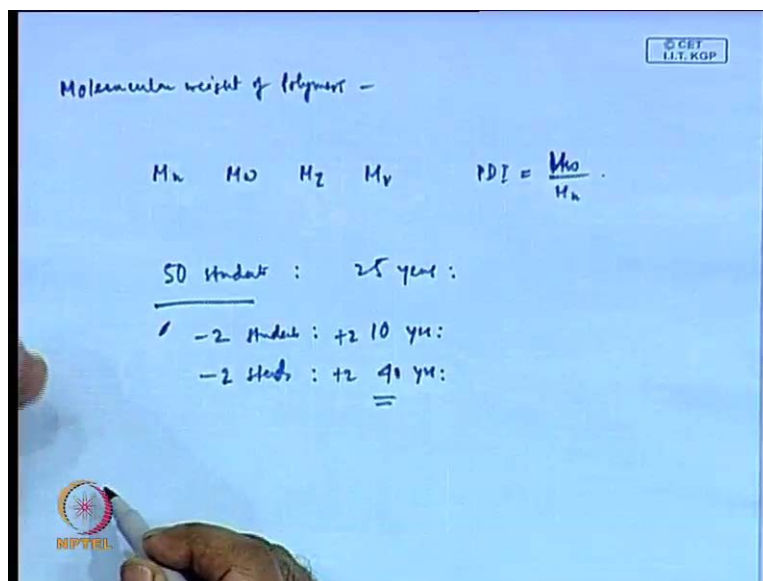 © CET
I.I.T. KGP
Molecular weight of Polymers –
Mn Mw Mz Mv PDI = Mw / Mn .
50 students : 25 year :
-2 students : +2 10 yrs :
-2 studs : +2 40 yrs :
NPTEL